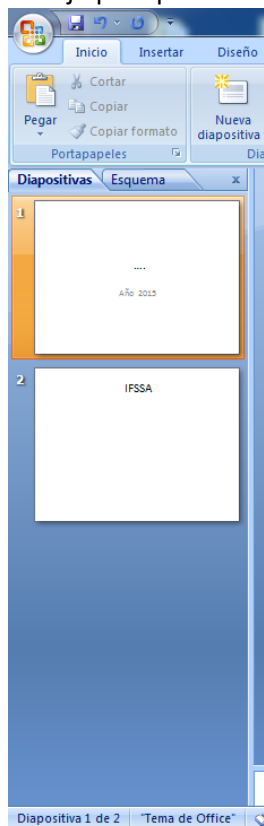 Inicio Insertar Diseño
Cortar
Copiar
Copiar formato
Pegar
Nueva
diapositiva
Portapapeles
Diapositivas Esquema x
1
....
Año 2015
2
IFSSA
Diapositiva 1 de 2 "Tema de Office"